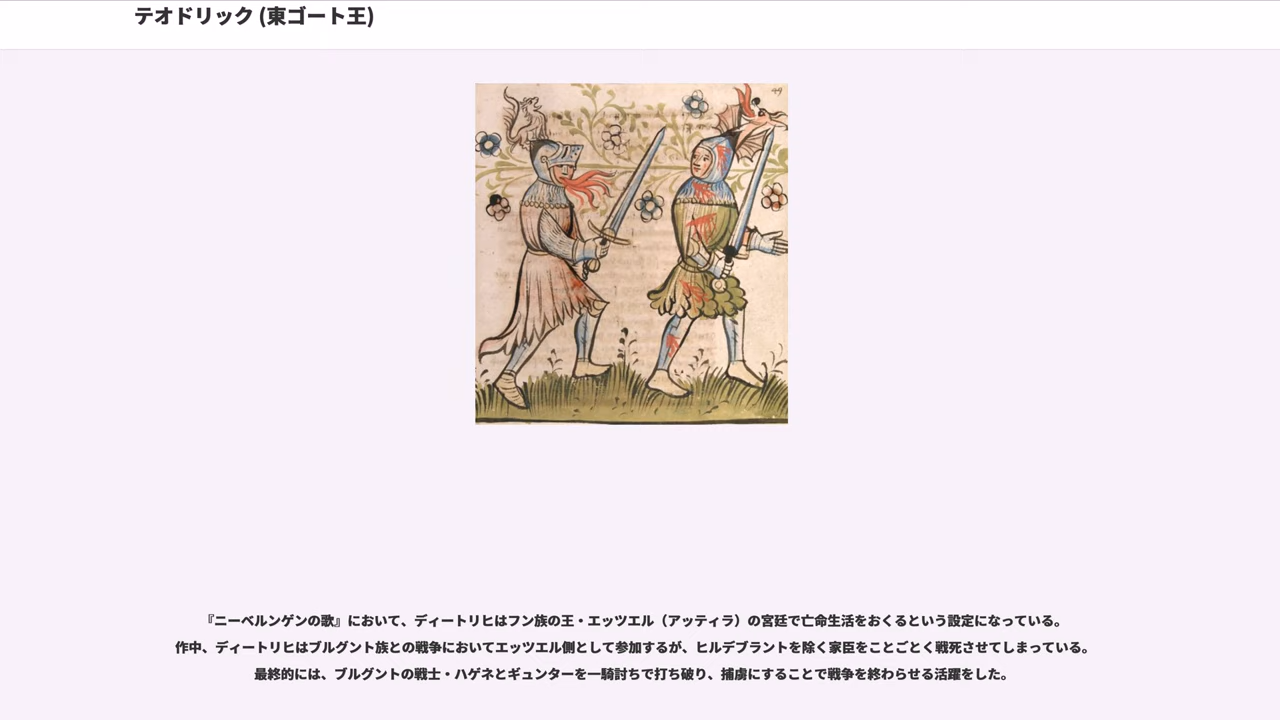 テオドリック (東ゴート王)
『ニーベルンゲンの歌』において、ディートリヒはフン族の王・エッツエル（アッティラ）の宮廷で亡命生活をおくるという設定になっている。
作中、ディートリヒはブルグント族との戦争においてエッツエル側として参加するが、ヒルデブラントを除く家臣をことごとく戦死させてしまっている。
最終的には、ブルグントの戦士・ハゲネとギュンターを一騎討ちで打ち破り、捕虜にすることで戦争を終わらせる活躍をした。